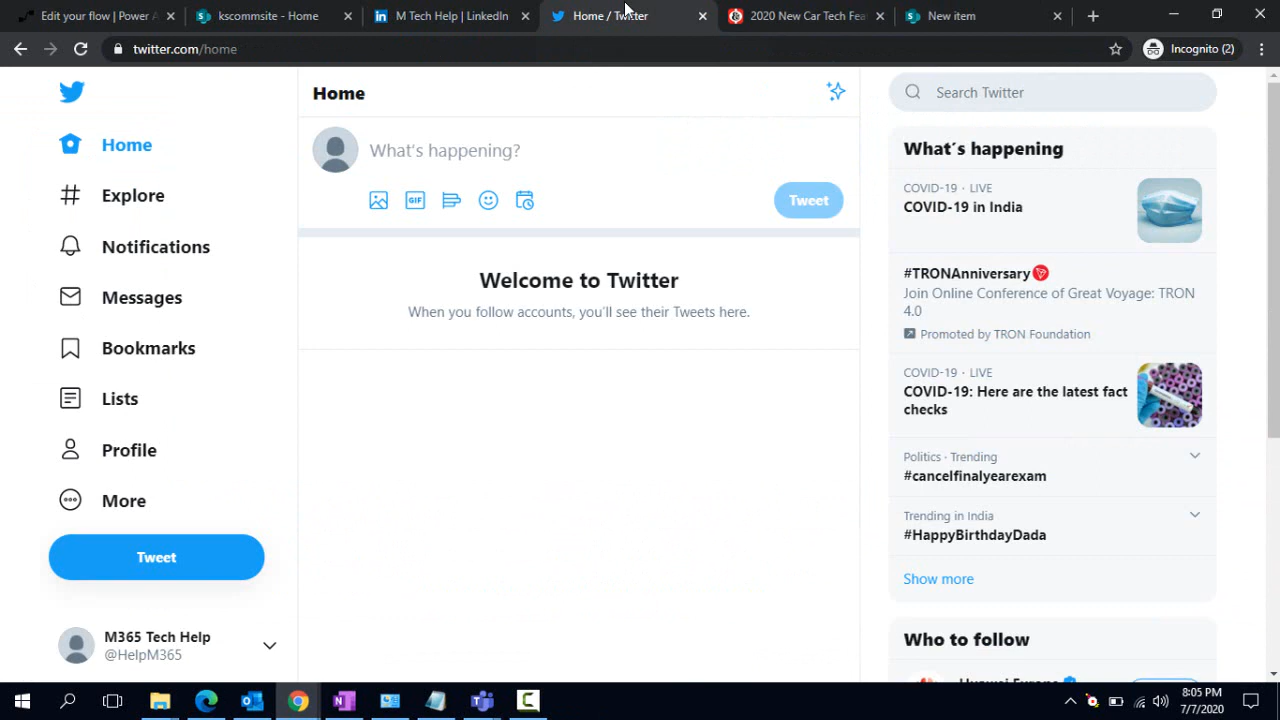 Edit your flow | Power A
kscommsite - Home
M Tech Help | LinkedIn
Home / Twitter
2020 New Car Tech Fea
New item
twitter.com/home
Incognito (2)
Home
Search Twitter
Home
Explore
Notifications
Messages
Bookmarks
Lists
Profile
More
Tweet
M365 Tech Help
@HelpM365
What's happening?
GIF
Tweet
Welcome to Twitter
When you follow accounts, you'll see their Tweets here.
What's happening
COVID-19 · LIVE
COVID-19 in India
#TRONAnniversary
Join Online Conference of Great Voyage: TRON
4.0
Promoted by TRON Foundation
COVID-19 · LIVE
COVID-19: Here are the latest fact
checks
Politics · Trending
#cancelfinalyearexam
Trending in India
#HappyBirthdayDada
Show more
Who to follow
Huawei Europe
8:05 PM
7/7/2020